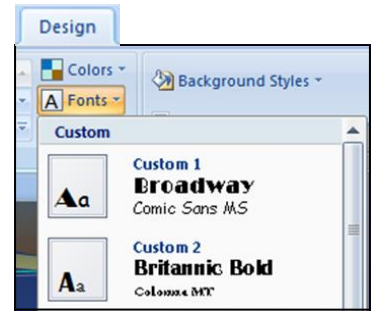 Design
Colors
Background Styles
A Fonts
Custom
Custom 1
Broadway
Comic Sans MS
Aa
Custom 2
Britannic Bold
Colonna MT
Aa